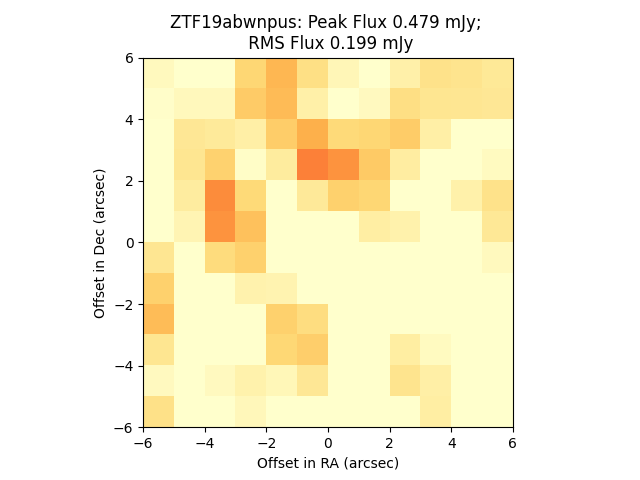 ZTF19abwnpus: Peak Flux 0.479 mJy;
RMS Flux 0.199 mJy
6
4
2
0
−2
−4
−6
Offset in Dec (arcsec)
−6 −4 −2 0 2 4 6
Offset in RA (arcsec)